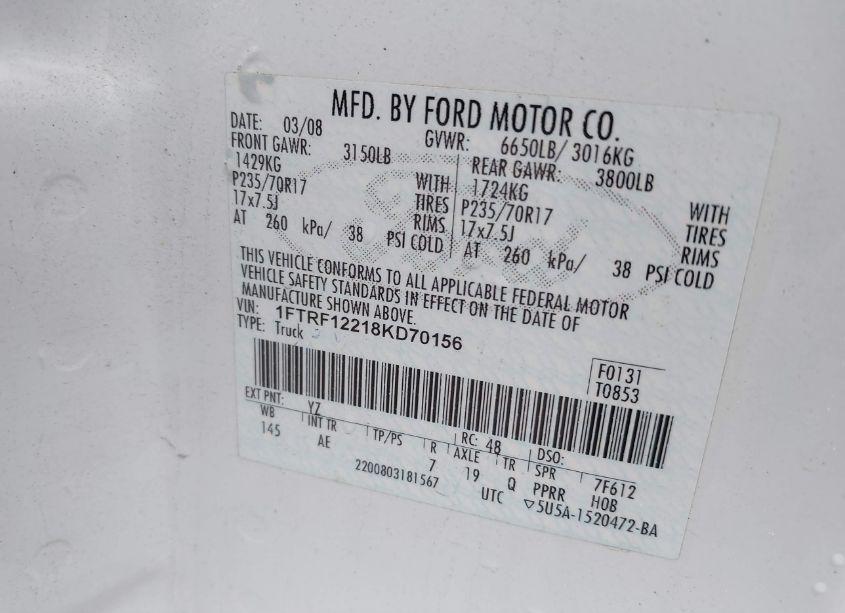 MFD. BY FORD MOTOR CO.
DATE: 03/08 GVWR: 6650LB/ 3016KG
FRONT GAWR: 3150LB REAR GAWR: 3800LB
1429KG WITH 1724KG WITH
P235/70R17 TIRES P235/70R17 TIRES
17x7.5J RIMS 17x7.5J RIMS
AT 260 kPa/ 38 PSI COLD AT 260 kPa/ 38 PSI COLD
THIS VEHICLE CONFORMS TO ALL APPLICABLE FEDERAL MOTOR
VEHICLE SAFETY STANDARDS IN EFFECT ON THE DATE OF
MANUFACTURE SHOWN ABOVE.
VIN: 1FTRF12218KD70156
TYPE: Truck
F0131
T0853
EXT PNT: YZ RC: 48 DSO:
WB INT TR TP/PS R AXLE TR SPR 7F612
145 AE 7 19 Q PPRR H0B
2200803181567 UTC ▽5U5A-1520472-BA